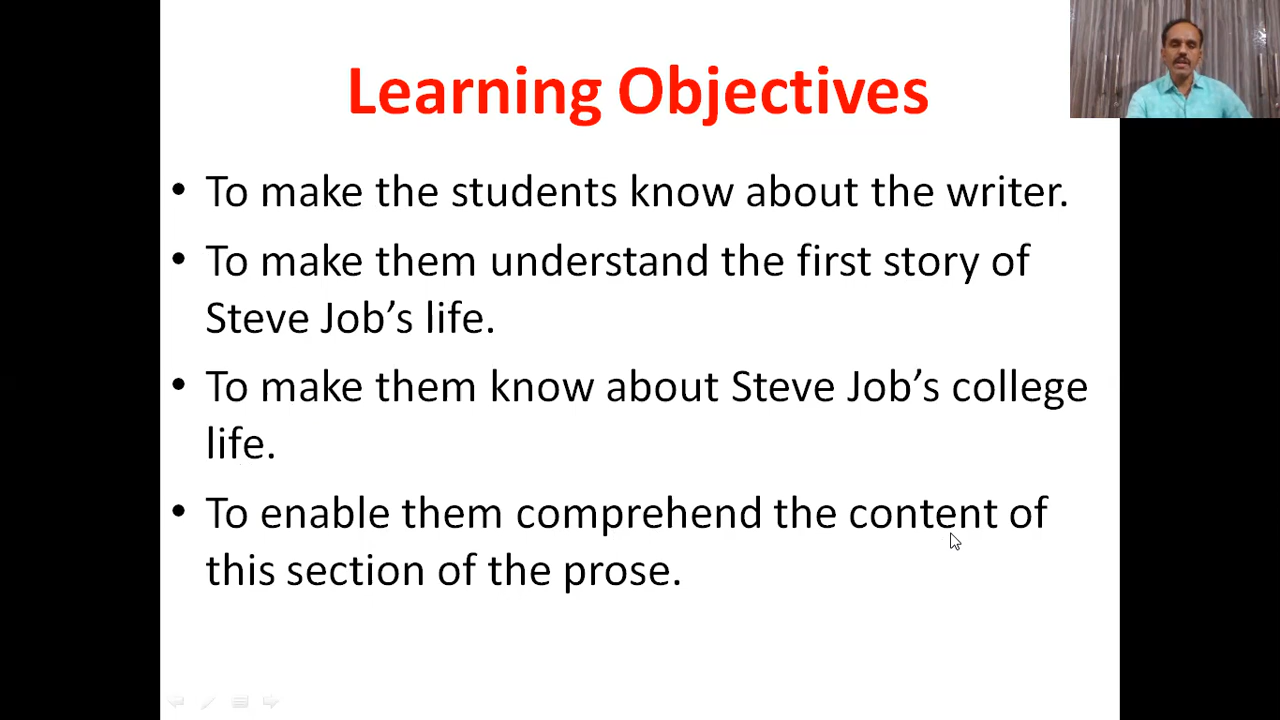 Learning Objectives
• To make the students know about the writer.
• To make them understand the first story of
Steve Job’s life.
• To make them know about Steve Job’s college
life.
• To enable them comprehend the content of
this section of the prose.